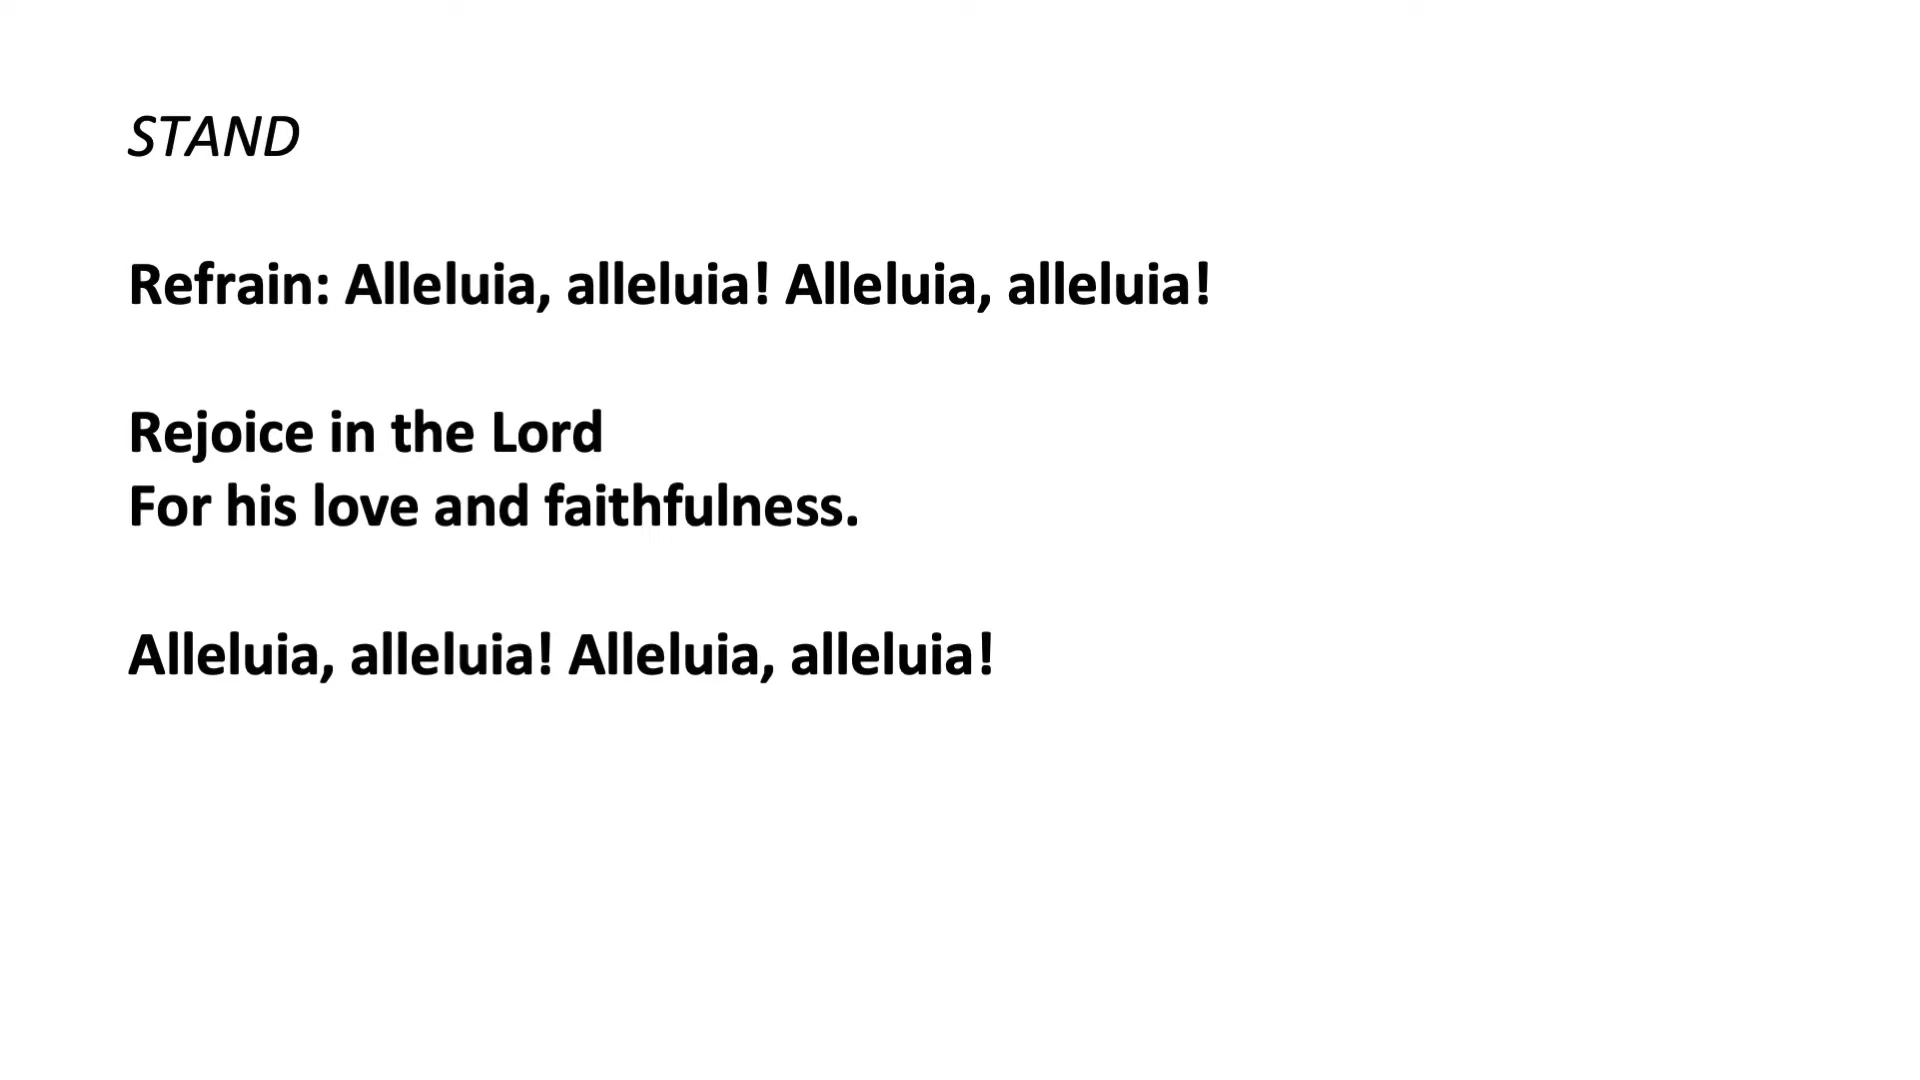 STAND
Refrain: Alleluia, alleluia! Alleluia, alleluia!
Rejoice in the Lord
For his love and faithfulness.
Alleluia, alleluia! Alleluia, alleluia!